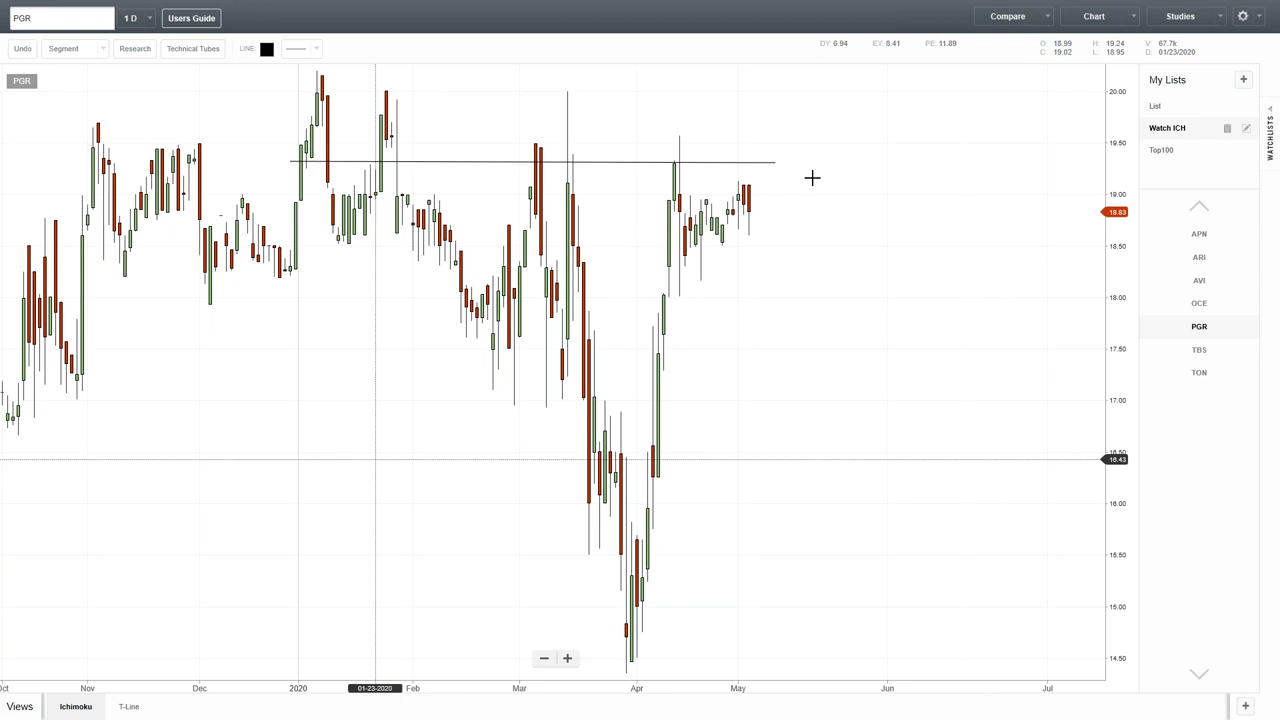 PGR 1 D Users Guide Compare Chart Studies
Undo Segment Research Technical Tubes LINE: DY: 6.94 EY: 8.41 PE: 11.89 O: 18.99 H: 19.24 V: 67.7k
C: 19.02 L: 18.95 D: 01/23/2020
PGR
My Lists +
List
Watch ICH
Top100
WATCHLISTS
APN
ARI
AVI
OCE
PGR
TBS
TON
20.00
19.50
19.00
18.83
18.50
18.00
17.50
17.00
16.43
16.00
15.50
15.00
14.50
Nov Dec 2020 01-23-2020 Feb Mar Apr May Jun Jul
Views Ichimoku T-Line +